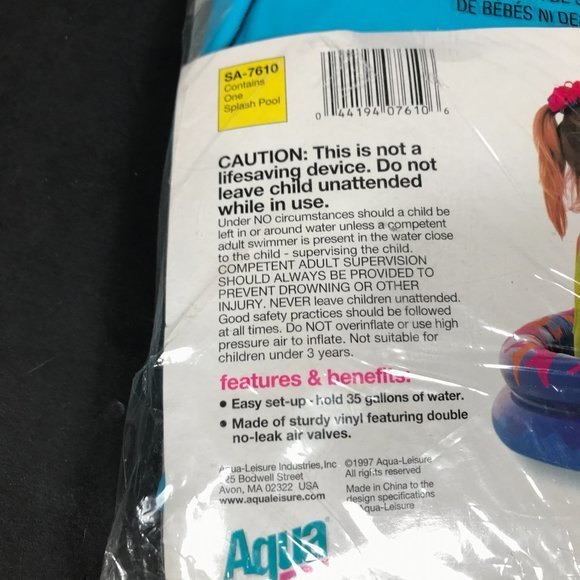 DE BEBÉS NI DE
SA-7610
Contains
One
Splash Pool
0 44194 07610 6
CAUTION: This is not a
lifesaving device. Do not
leave child unattended
while in use.
Under NO circumstances should a child be
left in or around water unless a competent
adult swimmer is present in the water close
to the child - supervising the child.
COMPETENT ADULT SUPERVISION
SHOULD ALWAYS BE PROVIDED TO
PREVENT DROWNING OR OTHER
INJURY. NEVER leave children unattended.
Good safety practices should be followed
at all times. Do NOT overinflate or use high
pressure air to inflate. Not suitable for
children under 3 years.
features & benefits:
• Easy set-up - hold 35 gallons of water.
• Made of sturdy vinyl featuring double
no-leak air valves.
Aqua-Leisure Industries, Inc
525 Bodwell Street
Avon, MA 02322 USA
www.aqualeisure.com
©1997 Aqua-Leisure
All rights reserved
Made in China to the
design specifications
Aqua-Leisure
Aqua